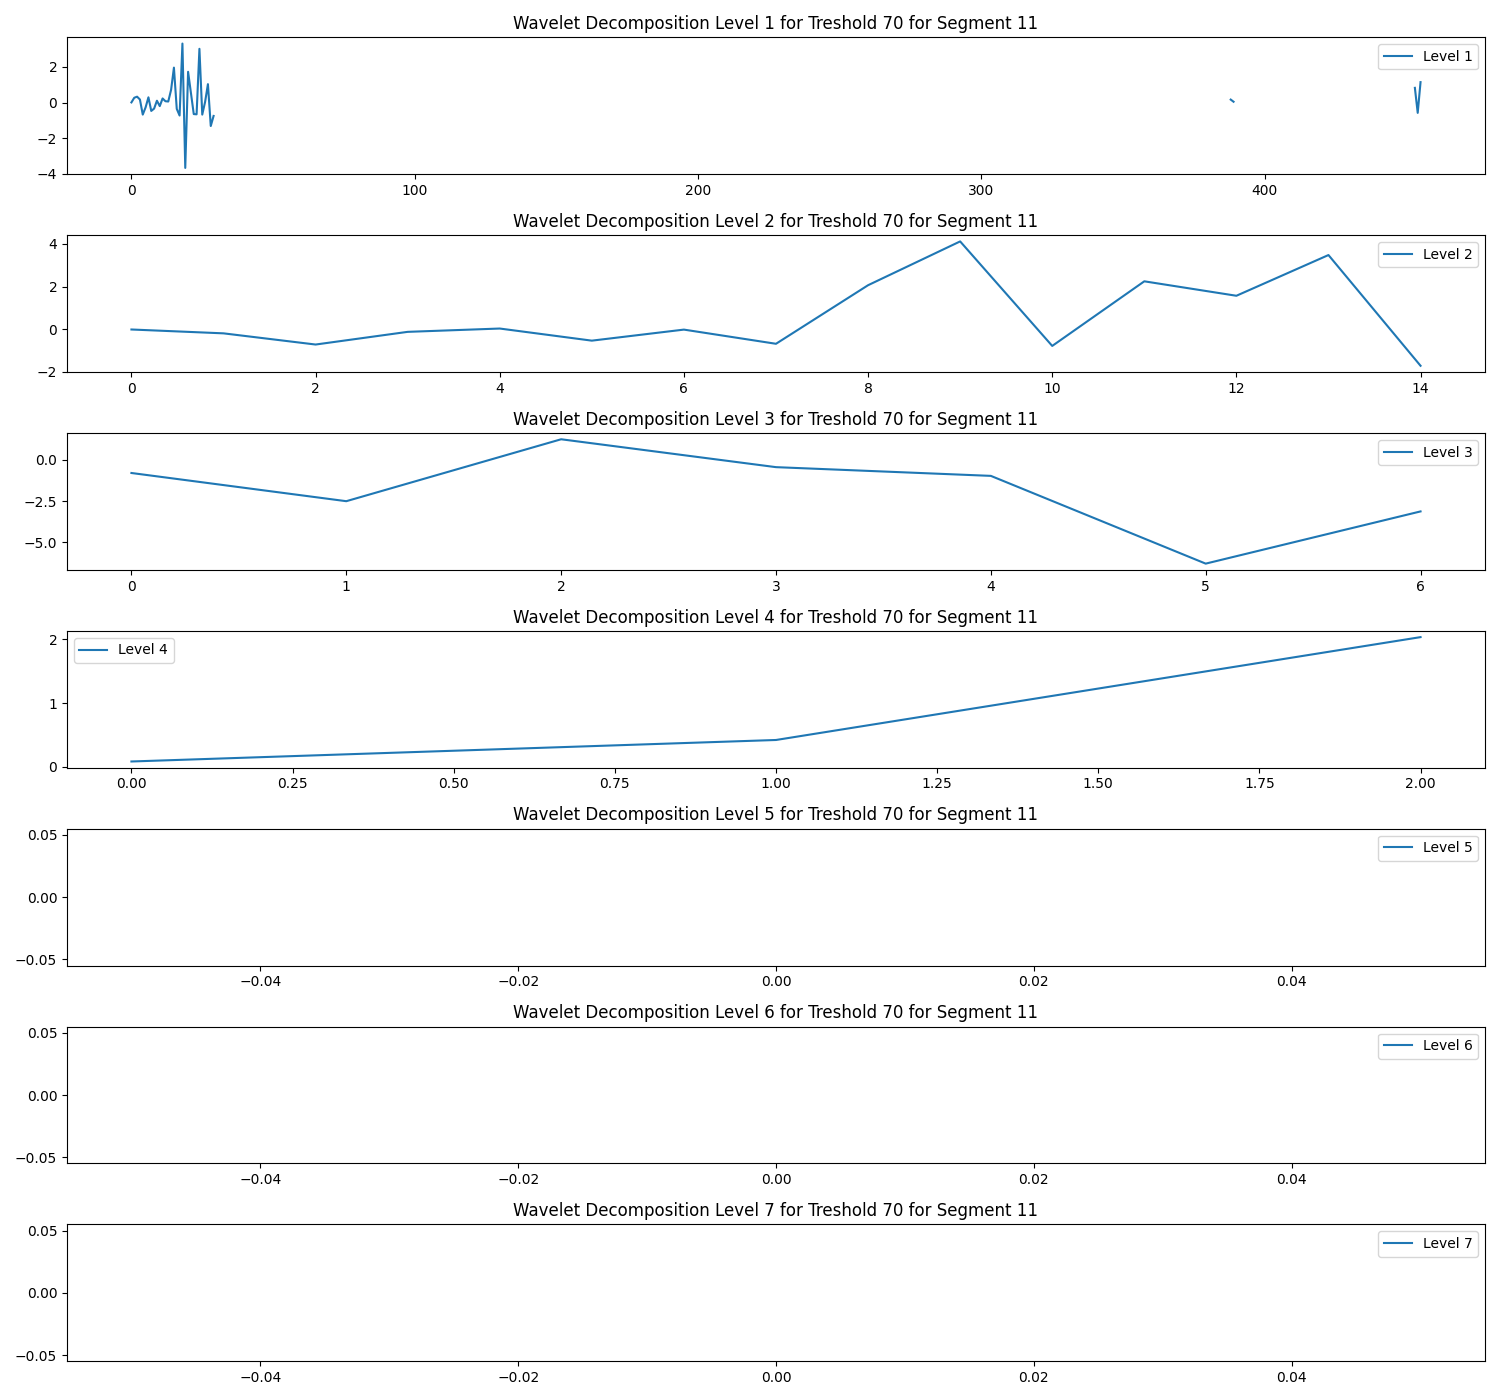 Wavelet Decomposition Level 1 for Treshold 70 for Segment 11
Level 1
2
0
−2
−4
0 100 200 300 400
Wavelet Decomposition Level 2 for Treshold 70 for Segment 11
Level 2
4
2
0
−2
0 2 4 6 8 10 12 14
Wavelet Decomposition Level 3 for Treshold 70 for Segment 11
Level 3
0.0
−2.5
−5.0
0 1 2 3 4 5 6
Wavelet Decomposition Level 4 for Treshold 70 for Segment 11
Level 4
2
1
0
0.00 0.25 0.50 0.75 1.00 1.25 1.50 1.75 2.00
Wavelet Decomposition Level 5 for Treshold 70 for Segment 11
Level 5
0.05
0.00
−0.05
−0.04 −0.02 0.00 0.02 0.04
Wavelet Decomposition Level 6 for Treshold 70 for Segment 11
Level 6
0.05
0.00
−0.05
−0.04 −0.02 0.00 0.02 0.04
Wavelet Decomposition Level 7 for Treshold 70 for Segment 11
Level 7
0.05
0.00
−0.05
−0.04 −0.02 0.00 0.02 0.04